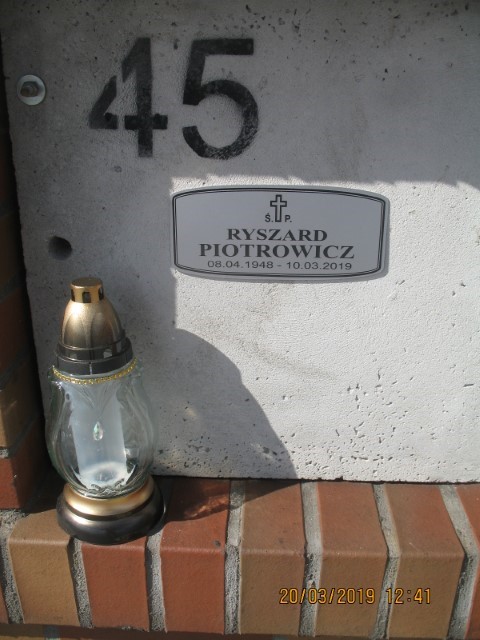 45
Ś. P.
RYSZARD
PIOTROWICZ
08.04.1948 - 10.03.2019
20/03/2019 12:41